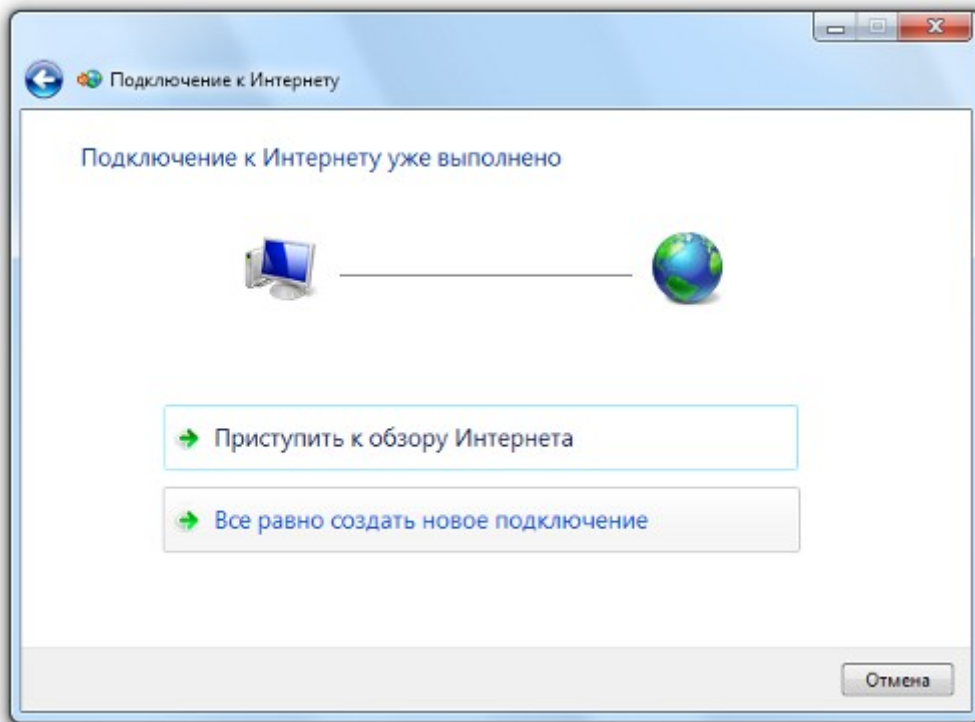 Подключение к Интернету
Подключение к Интернету уже выполнено
Приступить к обзору Интернета
Все равно создать новое подключение
Отмена